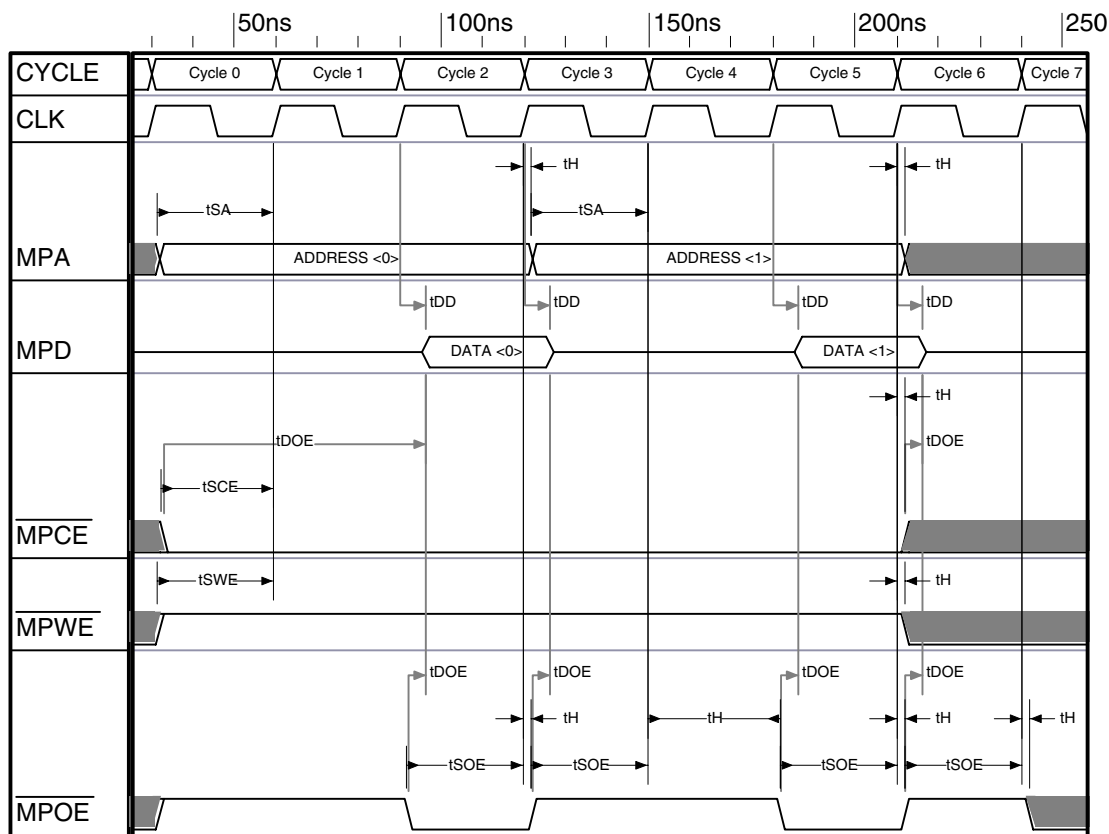 50ns 100ns 150ns 200ns 250
CYCLE Cycle 0 Cycle 1 Cycle 2 Cycle 3 Cycle 4 Cycle 5 Cycle 6 Cycle 7
CLK
tH tH
tSA tSA
MPA ADDRESS <0> ADDRESS <1>
tDD tDD tDD tDD
MPD DATA <0> DATA <1>
tH
tDOE tDOE
tSCE
MPCE
tSWE tH
MPWE
tDOE tDOE tDOE tDOE
tH tH tH tH
tSOE tSOE tSOE tSOE
MPOE